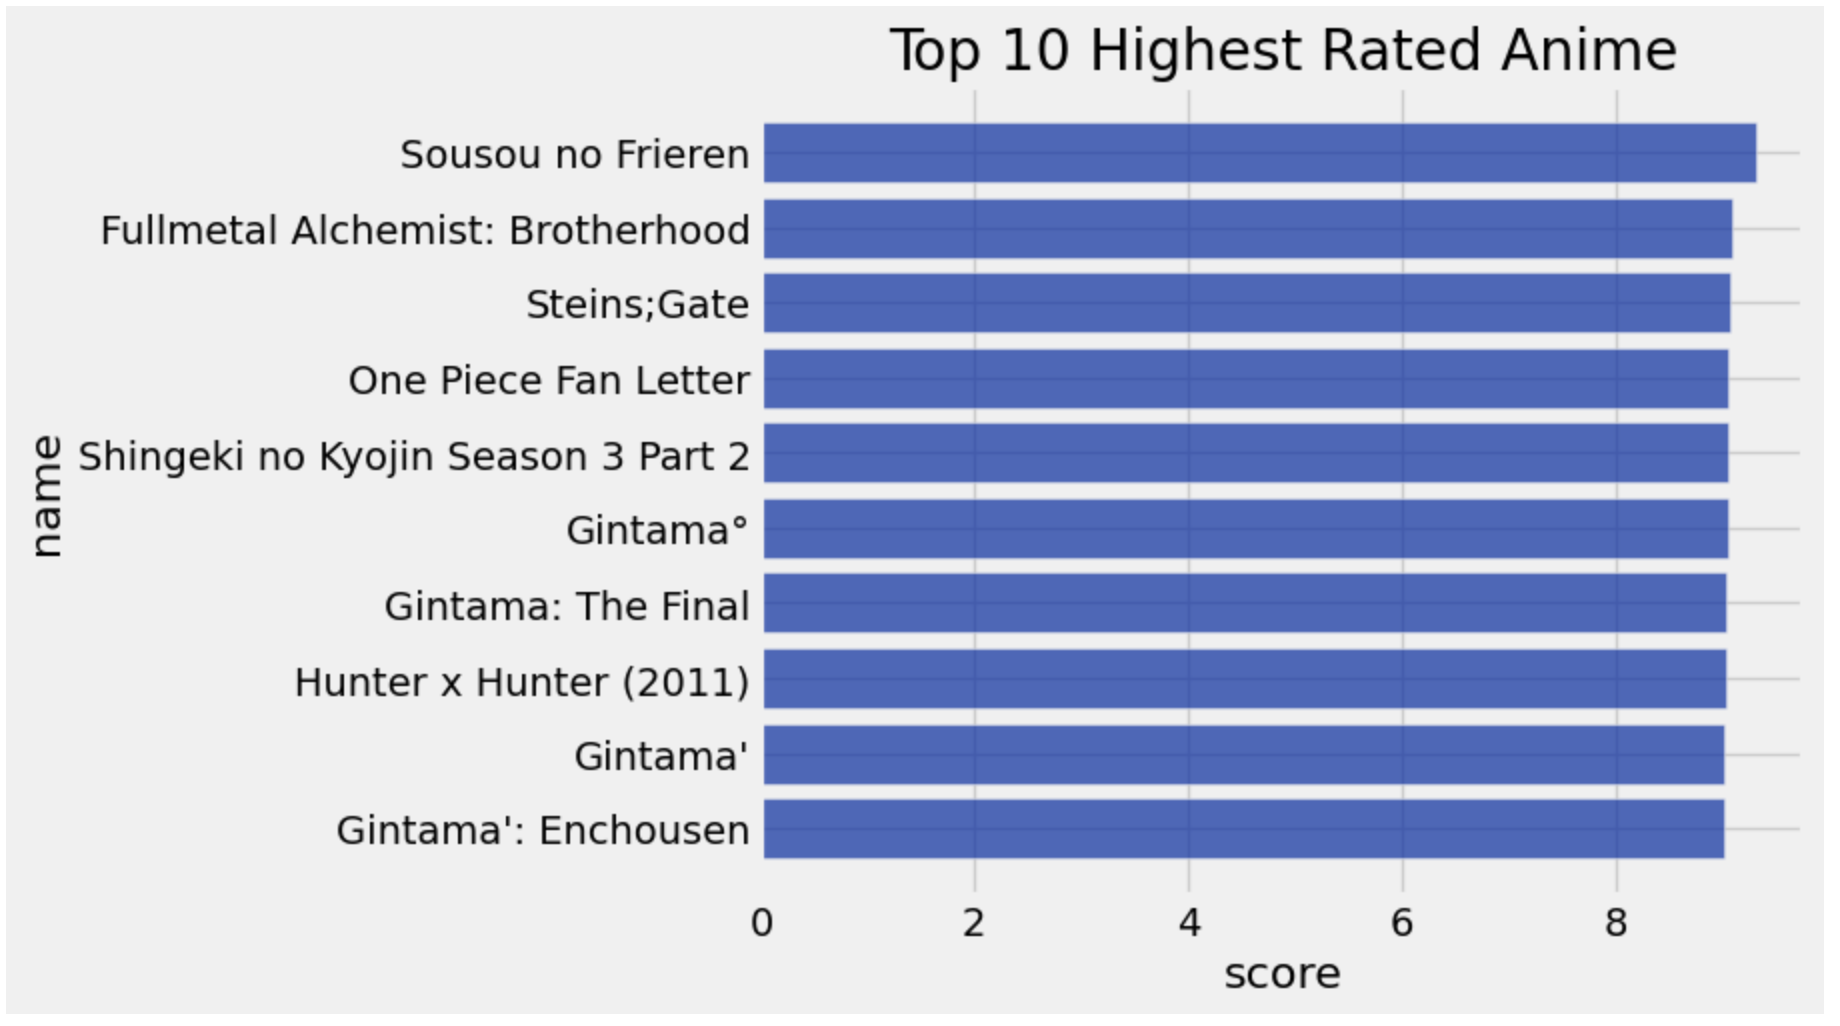 Top 10 Highest Rated Anime
Sousou no Frieren
Fullmetal Alchemist: Brotherhood
Steins;Gate
One Piece Fan Letter
name
Shingeki no Kyojin Season 3 Part 2
Gintama°
Gintama: The Final
Hunter x Hunter (2011)
Gintama'
Gintama': Enchousen
0 2 4 6 8
score